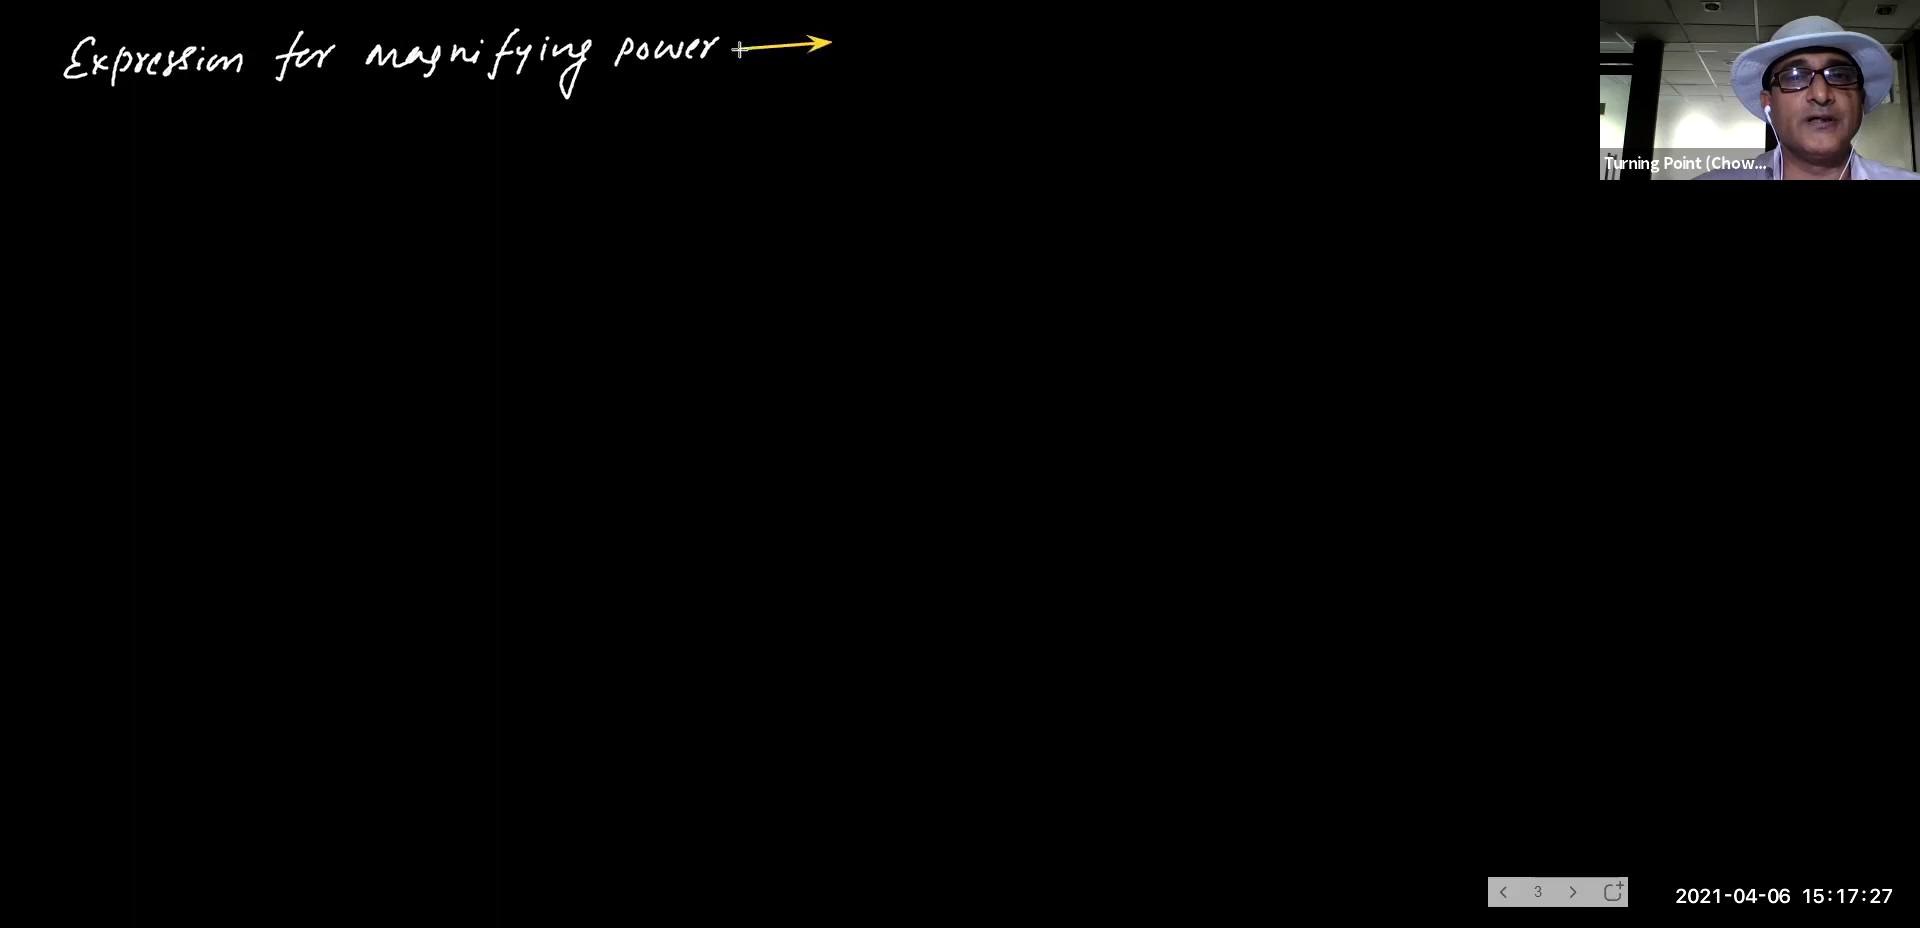 Expression for magnifying power
Turning Point (Chow...
3
2021-04-06 15:17:27